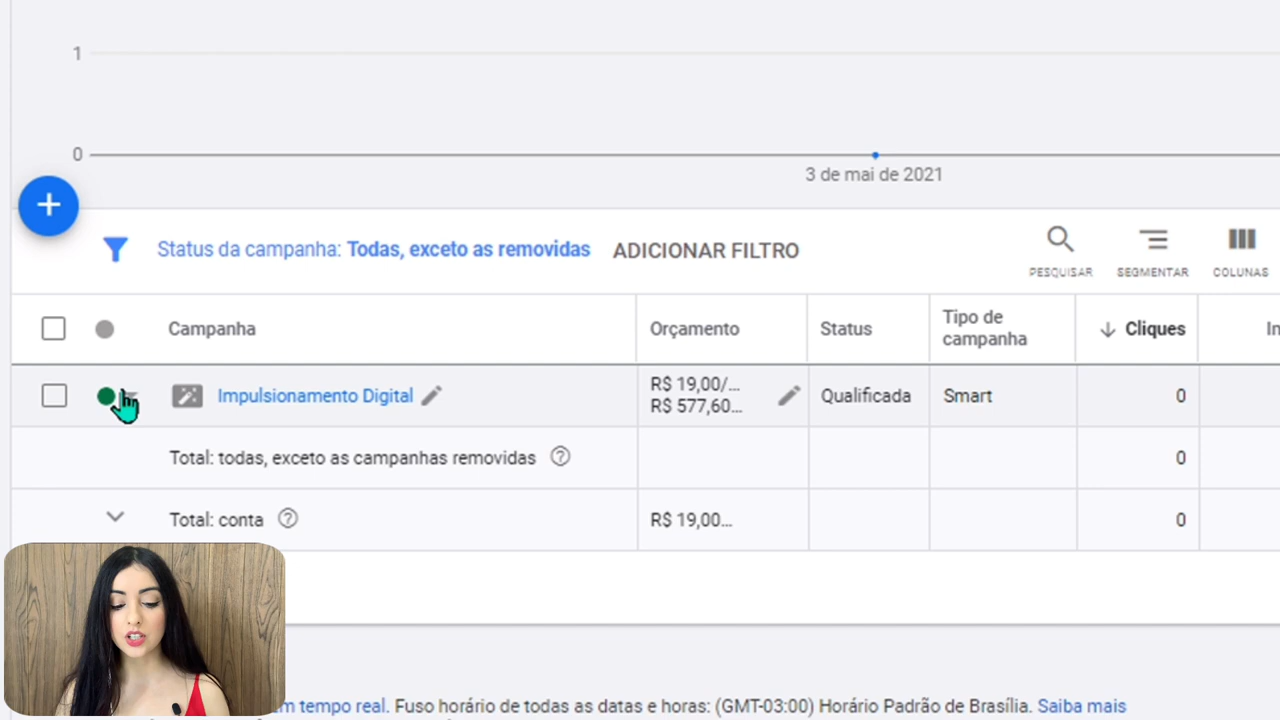 1
0
3 de mai de 2021
Status da campanha: Todas, exceto as removidas ADICIONAR FILTRO
PESQUISAR SEGMENTAR COLUNAS
Campanha Orçamento Status Tipo de campanha Cliques
Impulsionamento Digital R$ 19,00/... R$ 577,60... Qualificada Smart 0
Total: todas, exceto as campanhas removidas 0
Total: conta R$ 19,00... 0
tempo real. Fuso horário de todas as datas e horas: (GMT-03:00) Horário Padrão de Brasília. Saiba mais